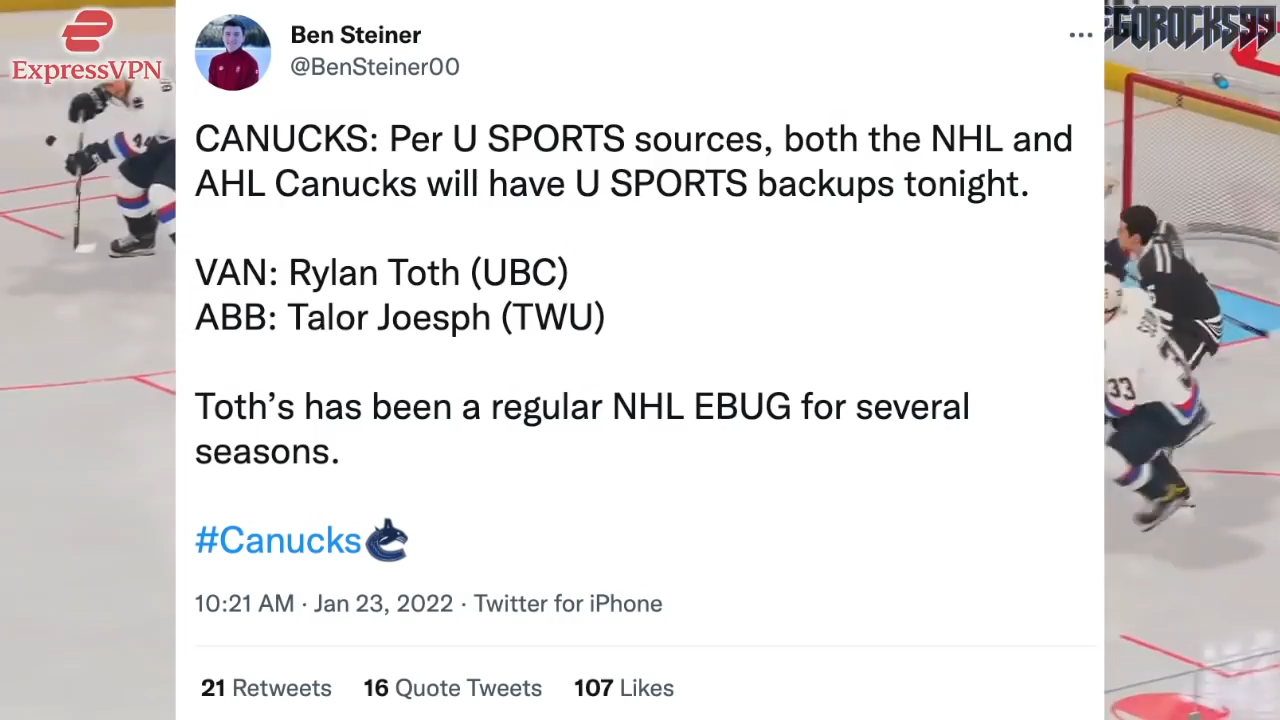 ExpressVPN
Ben Steiner
@BenSteiner00
EGOROCKS99
CANUCKS: Per U SPORTS sources, both the NHL and
AHL Canucks will have U SPORTS backups tonight.
VAN: Rylan Toth (UBC)
ABB: Talor Joesph (TWU)
Toth’s has been a regular NHL EBUG for several
seasons.
#Canucks
10:21 AM · Jan 23, 2022 · Twitter for iPhone
21 Retweets 16 Quote Tweets 107 Likes
33